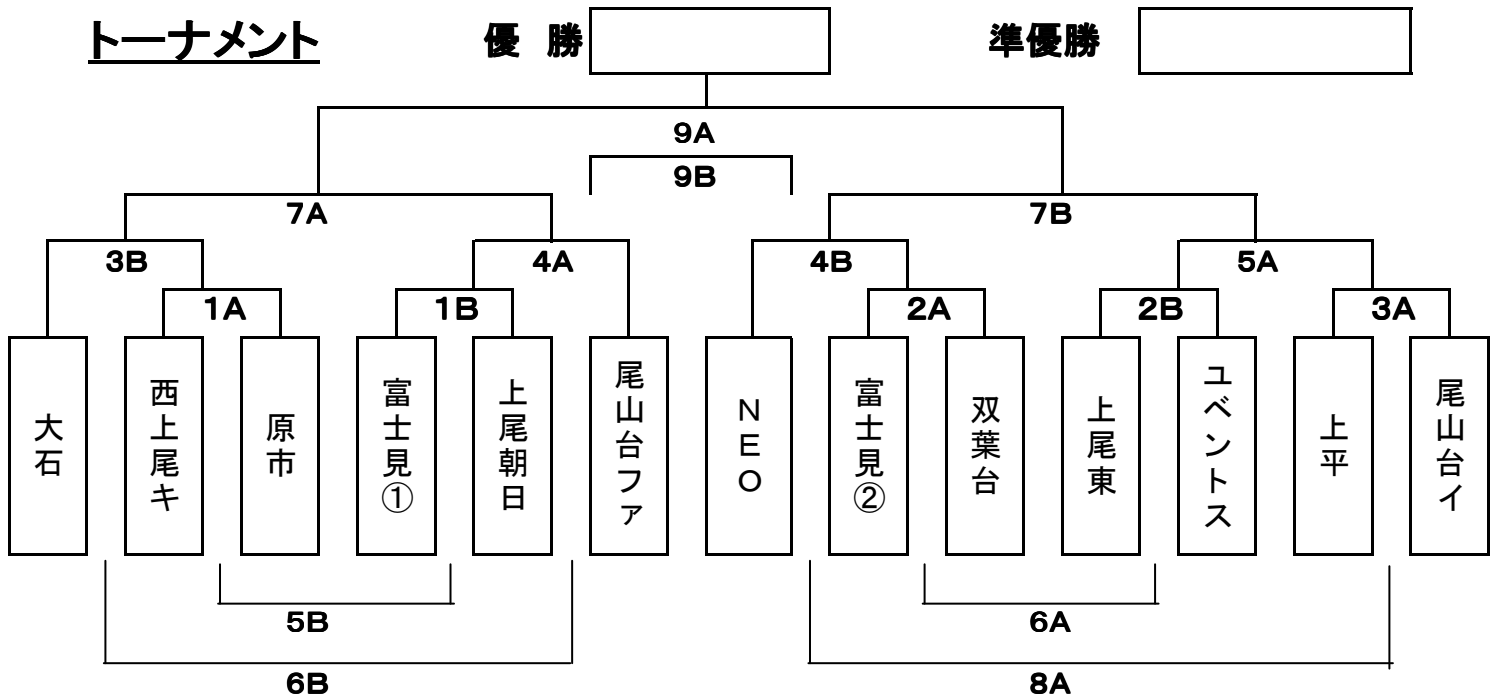 トーナメント 優 勝 準優勝
9A
9B
7A 7B
3B 4A 4B 5A
1A 1B 2A 2B 3A
大石
西上尾キ
原市
富士見①
上尾朝日
尾山台ファ
NEO
富士見②
双葉台
上尾東
ユベントス
上平
尾山台イ
5B 6A
6B 8A